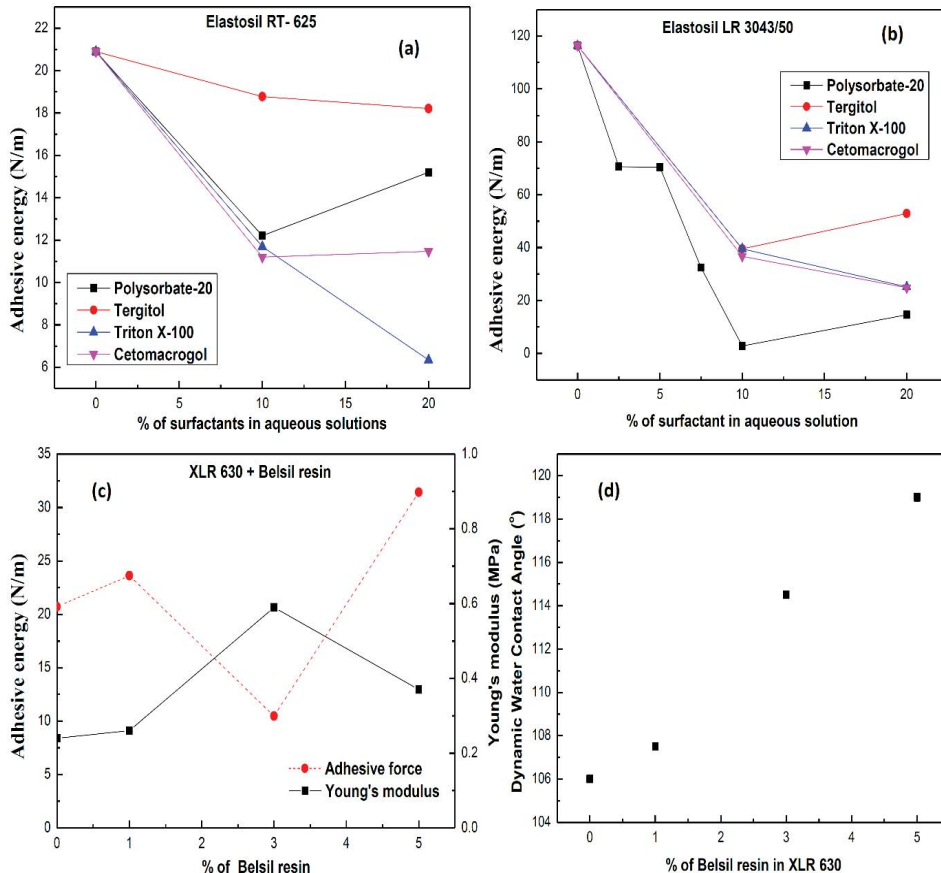 Elastosil RT- 625
(a)
22
20
18
16
14
12
10
8
6
Adhesive energy (N/m)
Polysorbate-20
Tergitol
Triton X-100
Cetomacrogol
0 5 10 15 20
% of surfactants in aqueous solutions
Elastosil LR 3043/50
(b)
120
100
80
60
40
20
0
Adhesive energy (N/m)
Polysorbate-20
Tergitol
Triton X-100
Cetomacrogol
0 5 10 15 20
% of surfactant in aqueous solution
XLR 630 + Belsil resin
(c)
35
30
25
20
15
10
5
0
Adhesive energy (N/m)
1.0
0.8
0.6
0.4
0.2
0.0
Young's modulus (MPa)
Adhesive force
Young's modulus
0 1 2 3 4 5
% of Belsil resin
(d)
120
118
116
114
112
110
108
106
104
Dynamic Water Contact Angle (°)
0 1 2 3 4 5
% of Belsil resin in XLR 630